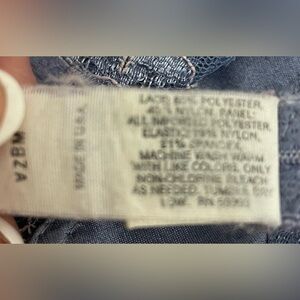 LACE: 60% POLYESTER,
40% NYLON. PANEL:
ALL IMPORTED POLYESTER.
ELASTIC: 79% NYLON,
21% SPANDEX.
MACHINE WASH WARM
WITH LIKE COLORS. ONLY
NON-CHLORINE BLEACH
AS NEEDED. TUMBLE DRY
LOW.
MADE IN U.S.A.